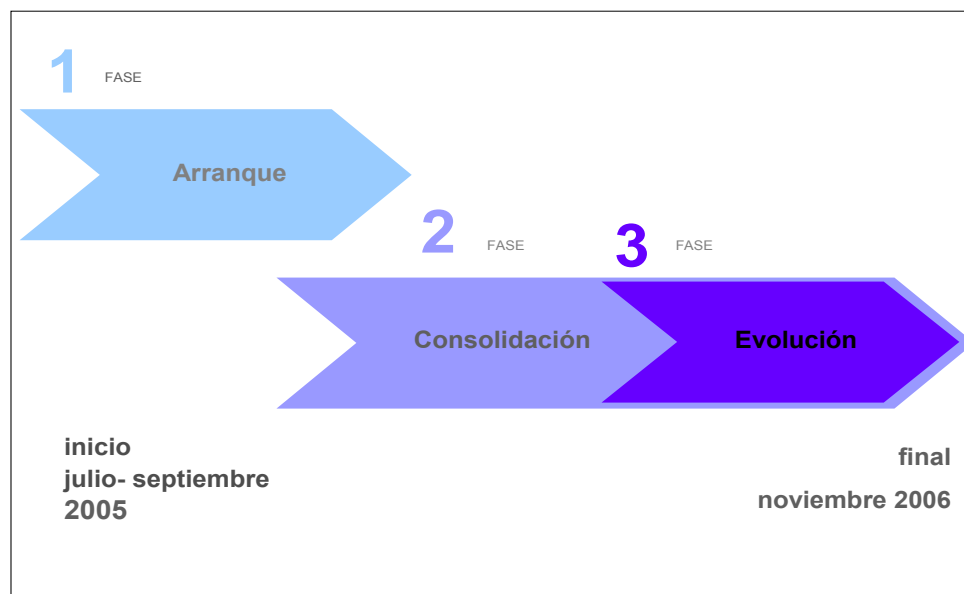 1 FASE
Arranque
2 FASE 3 FASE
Consolidación Evolución
inicio
julio- septiembre
2005
final
noviembre 2006